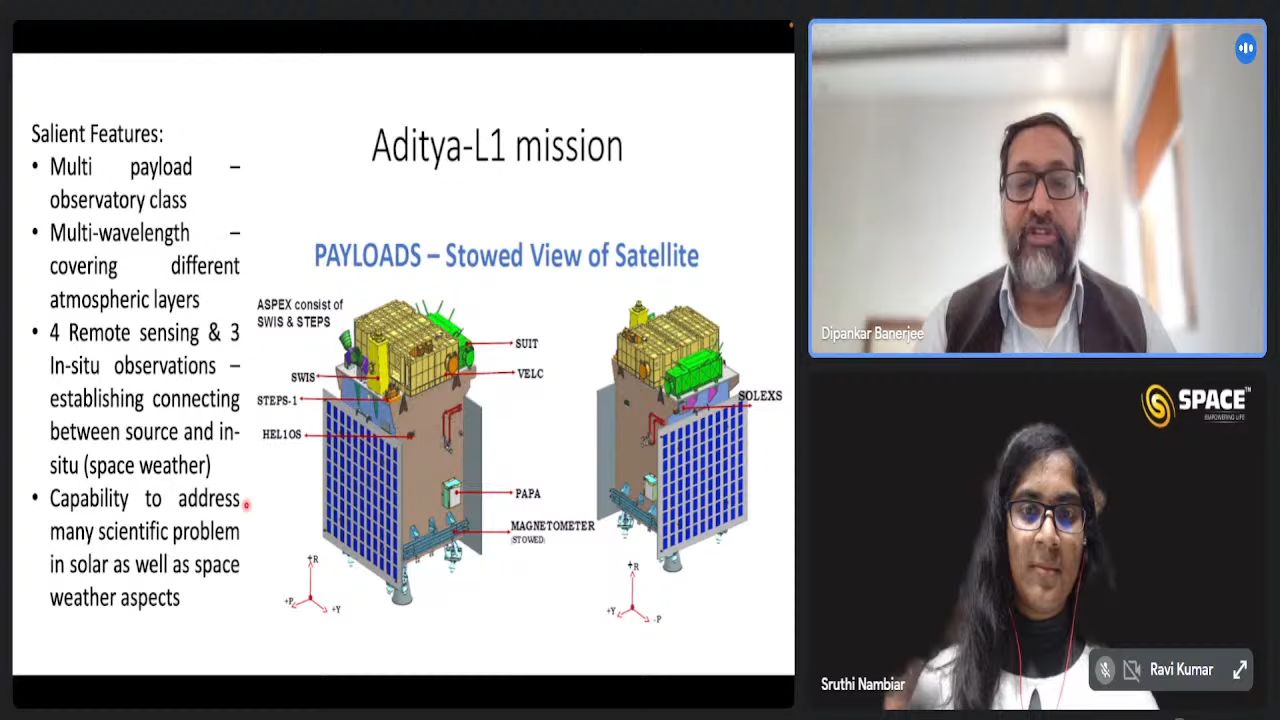 Salient Features:
• Multi payload –
observatory class
• Multi-wavelength –
covering different
atmospheric layers
• 4 Remote sensing & 3
In-situ observations –
establishing connecting
between source and in-
situ (space weather)
• Capability to address
many scientific problem
in solar as well as space
weather aspects
Aditya-L1 mission
PAYLOADS – Stowed View of Satellite
ASPEX consist of
SWIS & STEPS
SWIS
STEPS-1
HEL1OS
SUIT
VELC
PAPA
MAGNETOMETER
(STOWED)
+R
+P
+Y
SOLEXS
+R
+Y
-P
Dipankar Banerjee
SPACE™
EMPOWERING LIFE
Sruthi Nambiar
Ravi Kumar